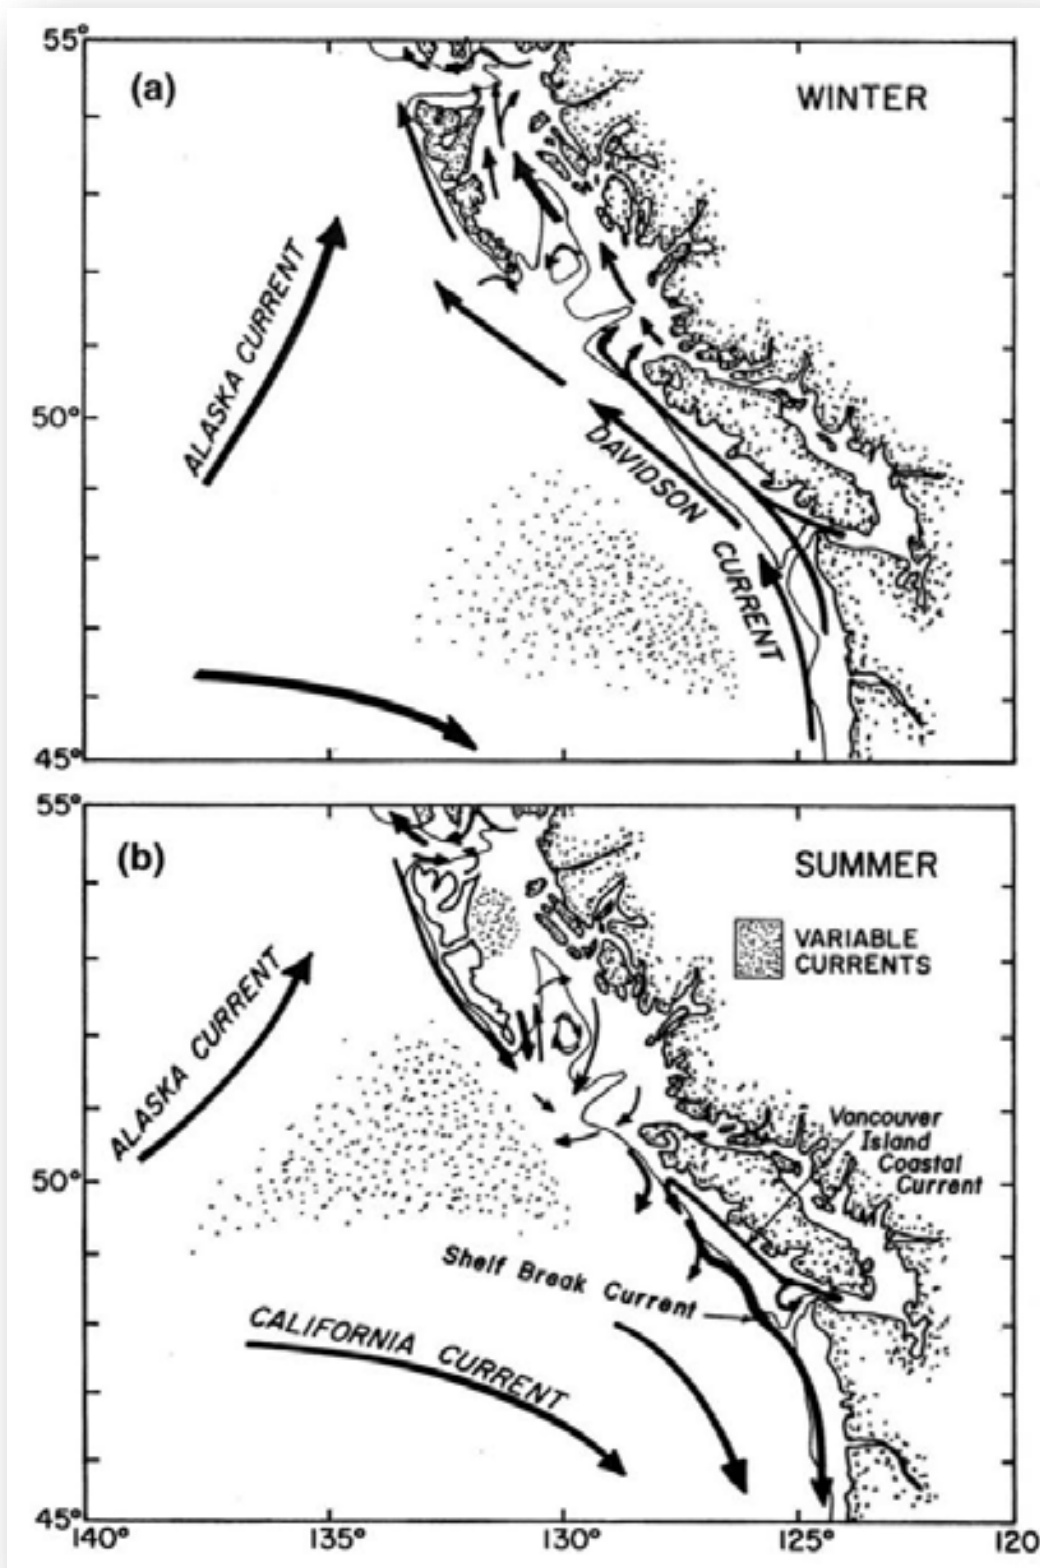 55°
(a)
WINTER
ALASKA CURRENT
50°
DAVIDSON CURRENT
45°
55°
(b)
SUMMER
VARIABLE
CURRENTS
ALASKA CURRENT
Vancouver
Island
Coastal
Current
50°
Shelf Break Current
CALIFORNIA CURRENT
45°
140° 135° 130° 125° 120